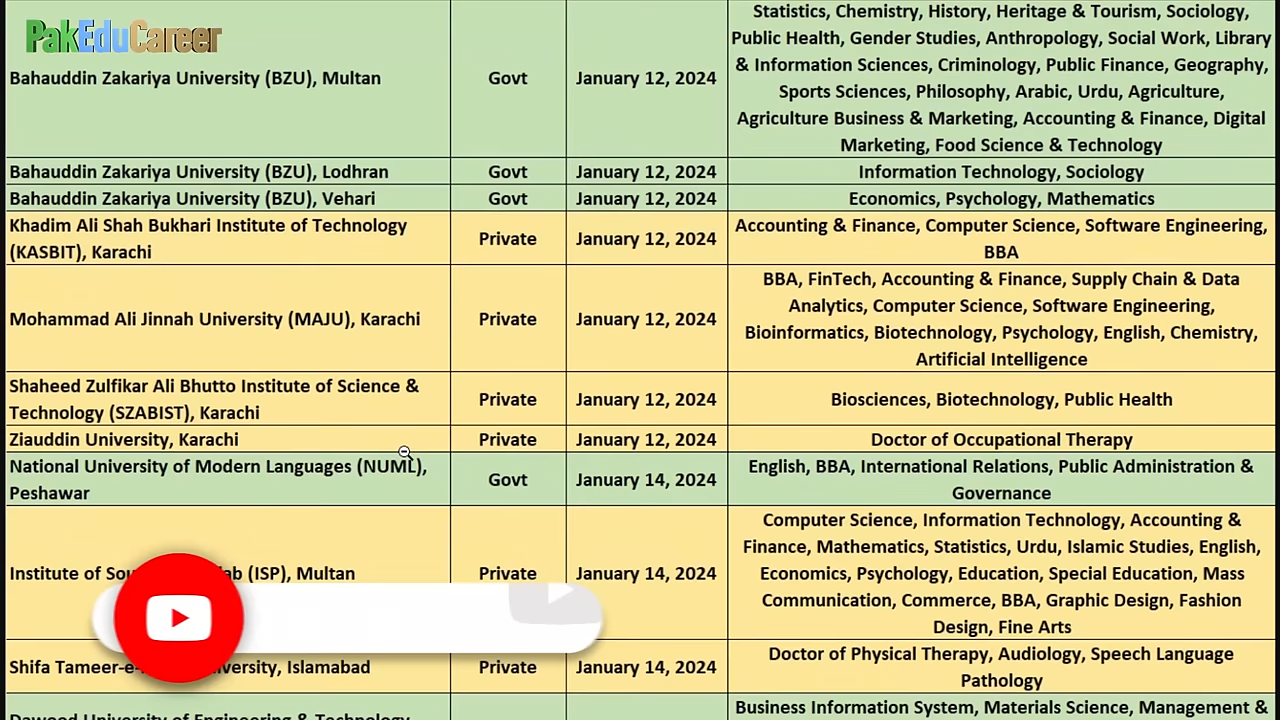 PakEduCareer
Statistics, Chemistry, History, Heritage & Tourism, Sociology,
Public Health, Gender Studies, Anthropology, Social Work, Library
& Information Sciences, Criminology, Public Finance, Geography,
Sports Sciences, Philosophy, Arabic, Urdu, Agriculture,
Agriculture Business & Marketing, Accounting & Finance, Digital
Marketing, Food Science & Technology
Bahauddin Zakariya University (BZU), Multan
Govt
January 12, 2024
Bahauddin Zakariya University (BZU), Lodhran
Govt
January 12, 2024
Information Technology, Sociology
Bahauddin Zakariya University (BZU), Vehari
Govt
January 12, 2024
Economics, Psychology, Mathematics
Khadim Ali Shah Bukhari Institute of Technology
(KASBIT), Karachi
Private
January 12, 2024
Accounting & Finance, Computer Science, Software Engineering,
BBA
Mohammad Ali Jinnah University (MAJU), Karachi
Private
January 12, 2024
BBA, FinTech, Accounting & Finance, Supply Chain & Data
Analytics, Computer Science, Software Engineering,
Bioinformatics, Biotechnology, Psychology, English, Chemistry,
Artificial Intelligence
Shaheed Zulfikar Ali Bhutto Institute of Science &
Technology (SZABIST), Karachi
Private
January 12, 2024
Biosciences, Biotechnology, Public Health
Ziauddin University, Karachi
Private
January 12, 2024
Doctor of Occupational Therapy
National University of Modern Languages (NUML),
Peshawar
Govt
January 14, 2024
English, BBA, International Relations, Public Administration &
Governance
Institute of (ISP), Multan
Private
January 14, 2024
Computer Science, Information Technology, Accounting &
Finance, Mathematics, Statistics, Urdu, Islamic Studies, English,
Economics, Psychology, Education, Special Education, Mass
Communication, Commerce, BBA, Graphic Design, Fashion
Design, Fine Arts
Shifa Islamabad
Private
January 14, 2024
Doctor of Physical Therapy, Audiology, Speech Language
Pathology
Dawood University of Engineering & Technology
Business Information System, Materials Science, Management &